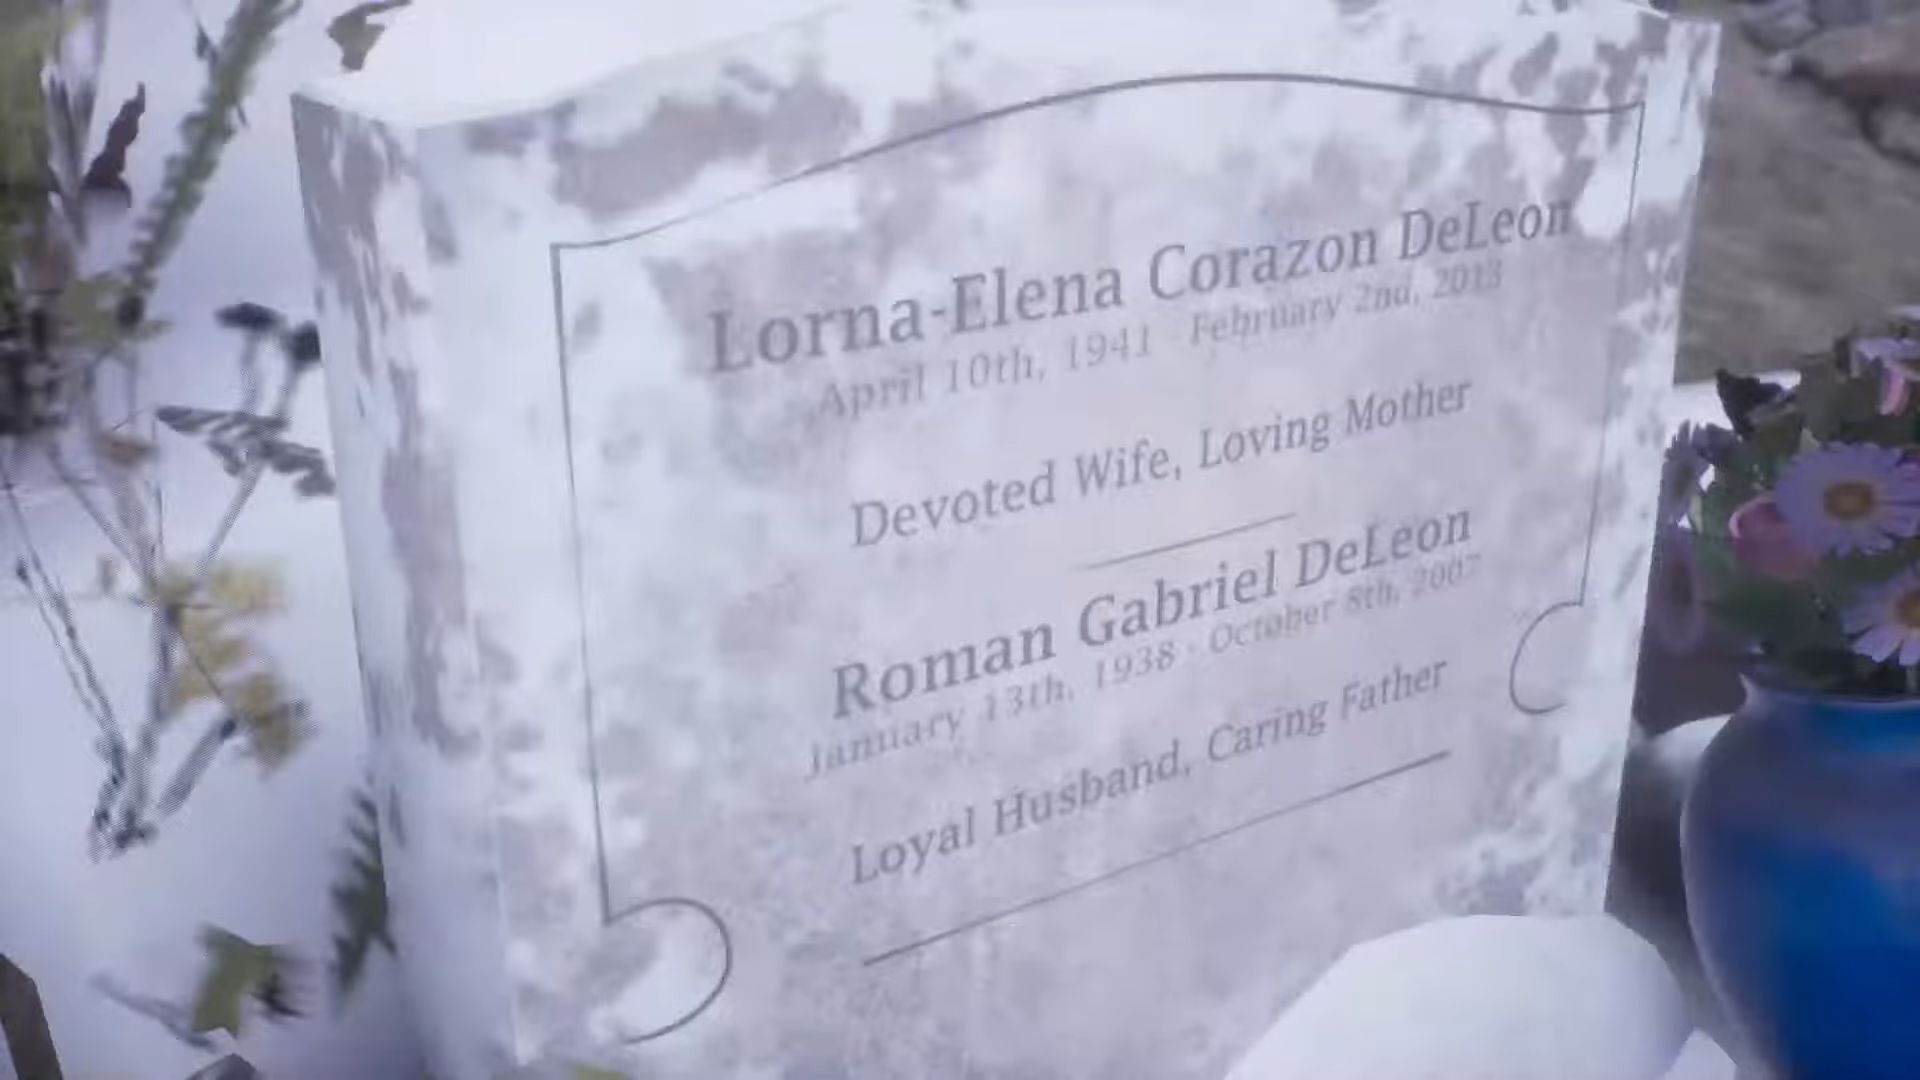 Lorna-Elena Corazon DeLeon
April 10th, 1941 · February 2nd, 2013
Devoted Wife, Loving Mother
Roman Gabriel DeLeon
January 13th, 1938 · October 8th, 2007
Loyal Husband, Caring Father